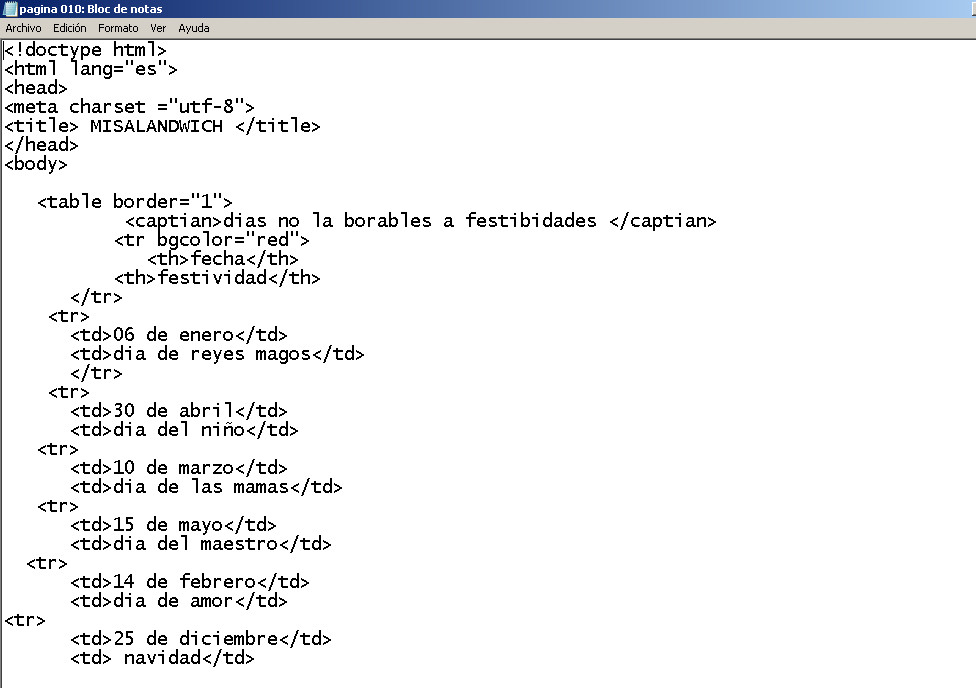 pagina 010: Bloc de notas
Archivo Edición Formato Ver Ayuda
<!doctype html>
<html lang="es">
<head>
<meta charset ="utf-8">
<title> MISALANDWICH </title>
</head>
<body>
<table border="1">
<captian>dias no la borables a festibidades </captian>
<tr bgcolor="red">
<th>fecha</th>
<th>festividad</th>
</tr>
<tr>
<td>06 de enero</td>
<td>dia de reyes magos</td>
</tr>
<tr>
<td>30 de abril</td>
<td>dia del niño</td>
<tr>
<td>10 de marzo</td>
<td>dia de las mamas</td>
<tr>
<td>15 de mayo</td>
<td>dia del maestro</td>
<tr>
<td>14 de febrero</td>
<td>dia de amor</td>
<tr>
<td>25 de diciembre</td>
<td> navidad</td>